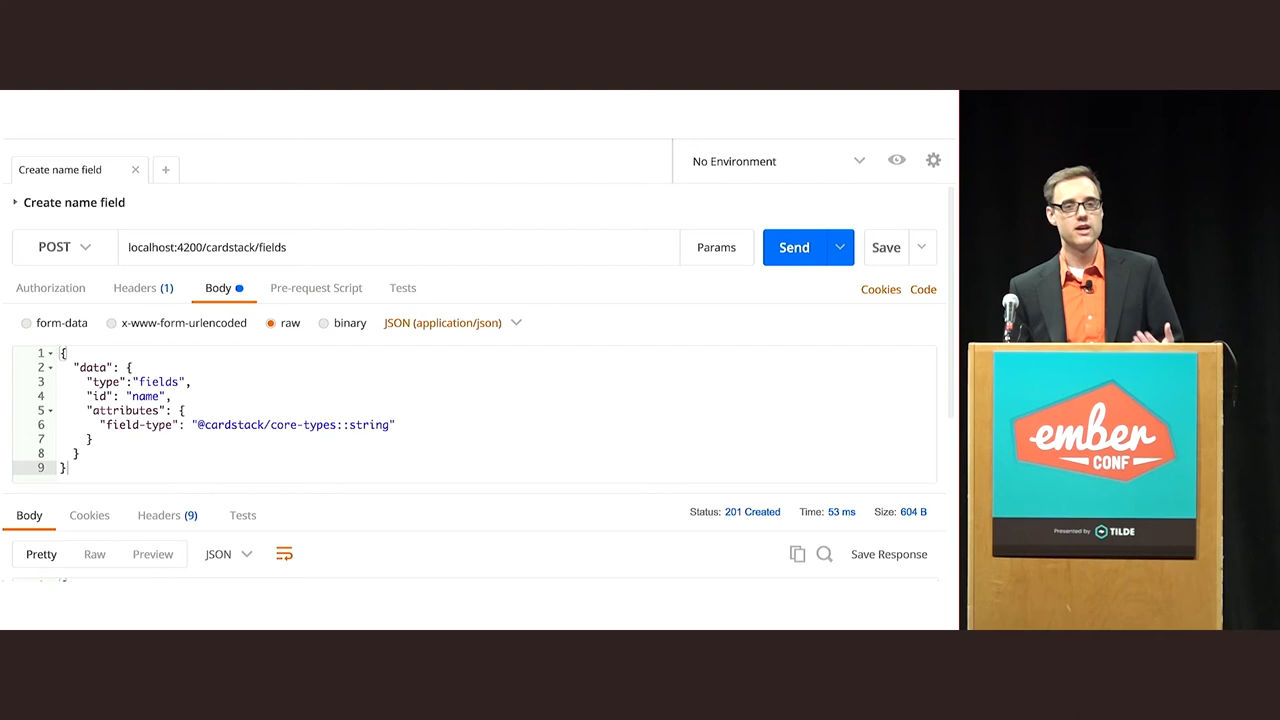 Create name field
No Environment
Create name field
POST
localhost:4200/cardstack/fields
Params
Send
Save
Authorization
Headers (1)
Body
Pre-request Script
Tests
Cookies
Code
form-data
x-www-form-urlencoded
raw
binary
JSON (application/json)
1 {
2 "data": {
3 "type":"fields",
4 "id": "name",
5 "attributes": {
6 "field-type": "@cardstack/core-types::string"
7 }
8 }
9 }
Body
Cookies
Headers (9)
Tests
Status: 201 Created
Time: 53 ms
Size: 604 B
Pretty
Raw
Preview
JSON
Save Response
ember
CONF
Presented by TILDE